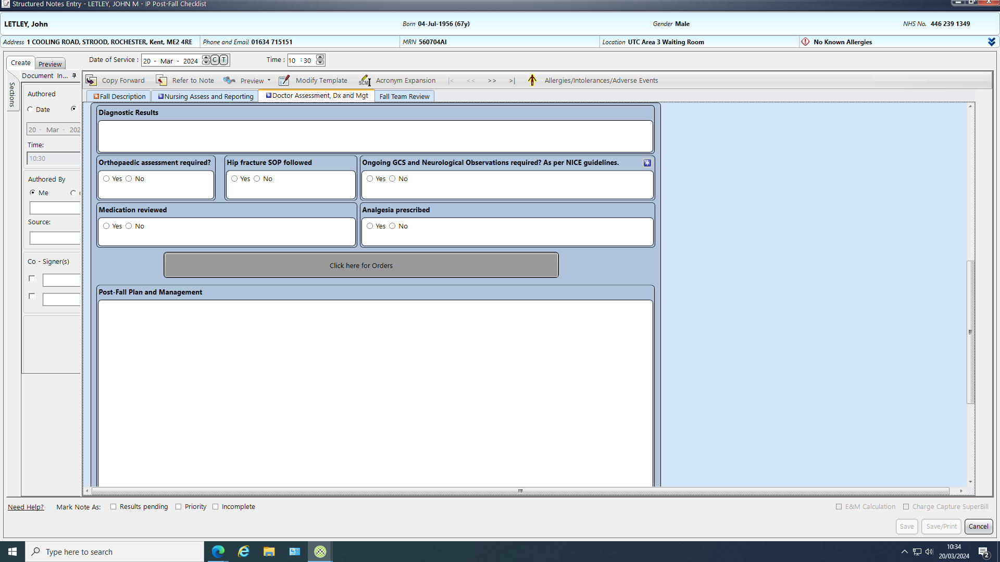 Structured Notes Entry - LETLEY, JOHN M - IP Post-Fall Checklist
LETLEY, John Born 04-Jul-1956 (67y) Gender Male NHS No. 446 239 1349
Address 1 COOLING ROAD, STROOD, ROCHESTER, Kent, ME2 4RE Phone and Email 01634 715151 MRN 560704AI Location UTC Area 3 Waiting Room No Known Allergies
Create Preview Date of Service : 20 - Mar - 2024 C T Time : 10 : 30
Document In...
Sections
Copy Forward Refer to Note Preview Modify Template SCM Acronym Expansion |< << >> >| Allergies/Intolerances/Adverse Events
Fall Description Nursing Assess and Reporting Doctor Assessment, Dx and Mgt Fall Team Review
Authored
Date
20 - Mar - 202
Time:
10:30
Authored By
Me
Source:
Co - Signer(s)
Diagnostic Results
Orthopaedic assessment required? Hip fracture SOP followed Ongoing GCS and Neurological Observations required? As per NICE guidelines.
Yes No Yes No Yes No
Medication reviewed Analgesia prescribed
Yes No Yes No
Click here for Orders
Post-Fall Plan and Management
Need Help? Mark Note As: Results pending Priority Incomplete E&M Calculation Charge Capture SuperBill
Save Save/Print Cancel
Type here to search
10:34
20/03/2024
2